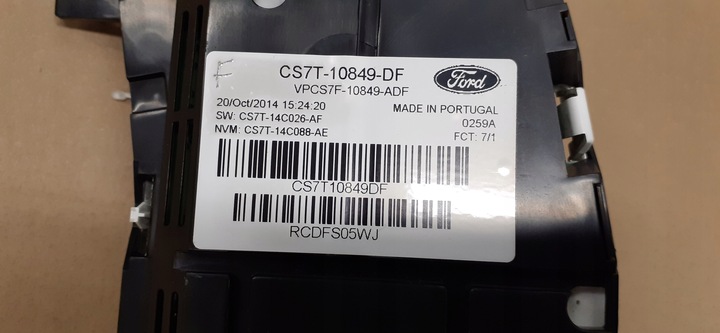 F
CS7T-10849-DF
VPCS7F-10849-ADF
Ford
20/Oct/2014 15:24:20
MADE IN PORTUGAL
SW: CS7T-14C026-AF
0259A
NVM: CS7T-14C088-AE
FCT: 7/1
CS7T10849DF
RCDFS05WJ